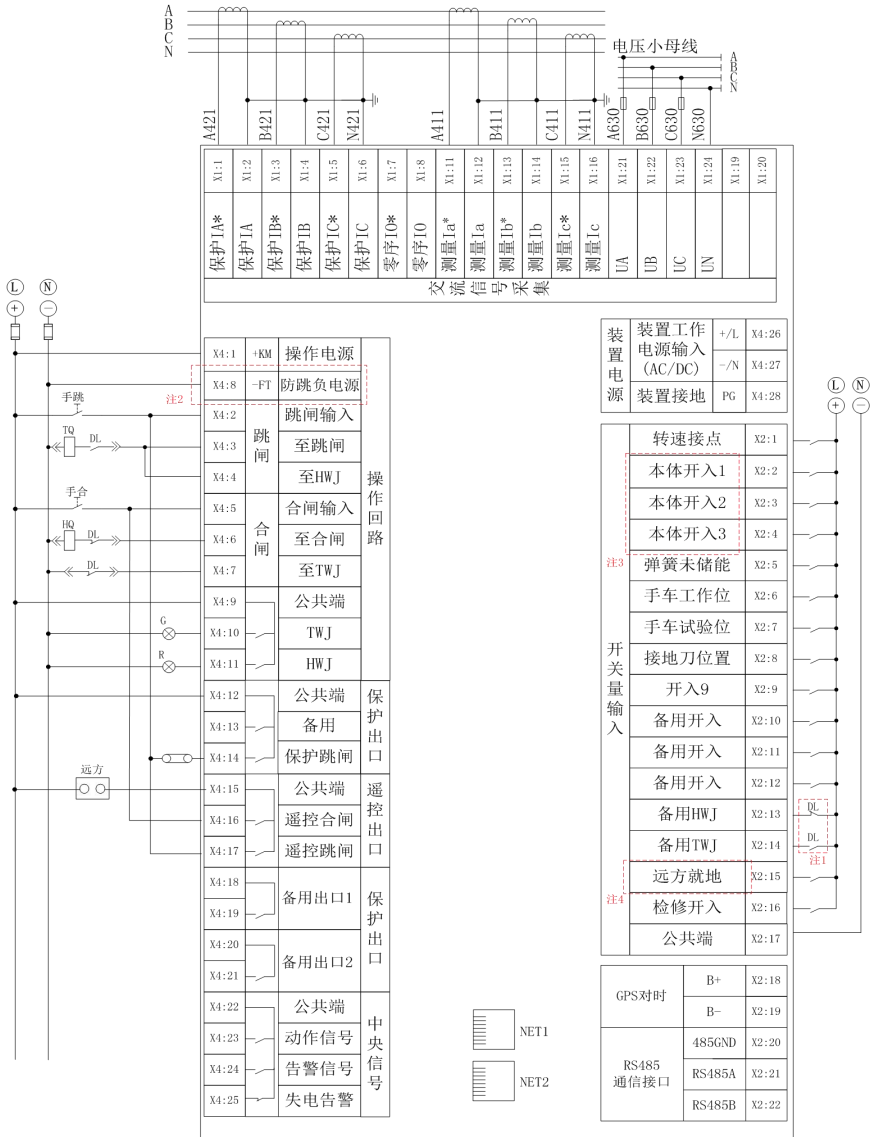 A
B
C
N
电压小母线
A
B
C
N
A421
B421
C421
N421
A411
B411
C411
N411
A630
B630
C630
N630
X1:1
X1:2
X1:3
X1:4
X1:5
X1:6
X1:7
X1:8
X1:11
X1:12
X1:13
X1:14
X1:15
X1:16
X1:21
X1:22
X1:23
X1:24
X1:19
X1:20
保护IA*
保护IA
保护IB*
保护IB
保护IC*
保护IC
零序IO*
零序IO
测量Ia*
测量Ia
测量Ib*
测量Ib
测量Ic*
测量Ic
UA
UB
UC
UN
交流信号采集
L
N
+
−
手跳
TQ
DL
手合
HQ
DL
DL
G
R
远方
注2
X4:1 +KM 操作电源
X4:8 -FT 防跳负电源
X4:2 跳闸输入
X4:3 至跳闸
X4:4 至HWJ
跳闸
X4:5 合闸输入
X4:6 至合闸
X4:7 至TWJ
合闸
X4:9 公共端
X4:10 TWJ
X4:11 HWJ
操作回路
X4:12 公共端
X4:13 备用
X4:14 保护跳闸
保护出口
X4:15 公共端
X4:16 遥控合闸
X4:17 遥控跳闸
遥控出口
X4:18
X4:19
备用出口1
X4:20
X4:21
备用出口2
保护出口
X4:22 公共端
X4:23 动作信号
X4:24 告警信号
X4:25 失电告警
中央信号
NET1
NET2
装置电源
装置工作
电源输入
(AC/DC)
+/L X4:26
-/N X4:27
装置接地 PG X4:28
L
N
+
−
开关量输入
转速接点 X2:1
本体开入1 X2:2
本体开入2 X2:3
本体开入3 X2:4
注3
弹簧未储能 X2:5
手车工作位 X2:6
手车试验位 X2:7
接地刀位置 X2:8
开入9 X2:9
备用开入 X2:10
备用开入 X2:11
备用开入 X2:12
备用HWJ X2:13 DL
备用TWJ X2:14 DL
注1
远方就地 X2:15
注4
检修开入 X2:16
公共端 X2:17
GPS对时
B+ X2:18
B- X2:19
RS485
通信接口
485GND X2:20
RS485A X2:21
RS485B X2:22